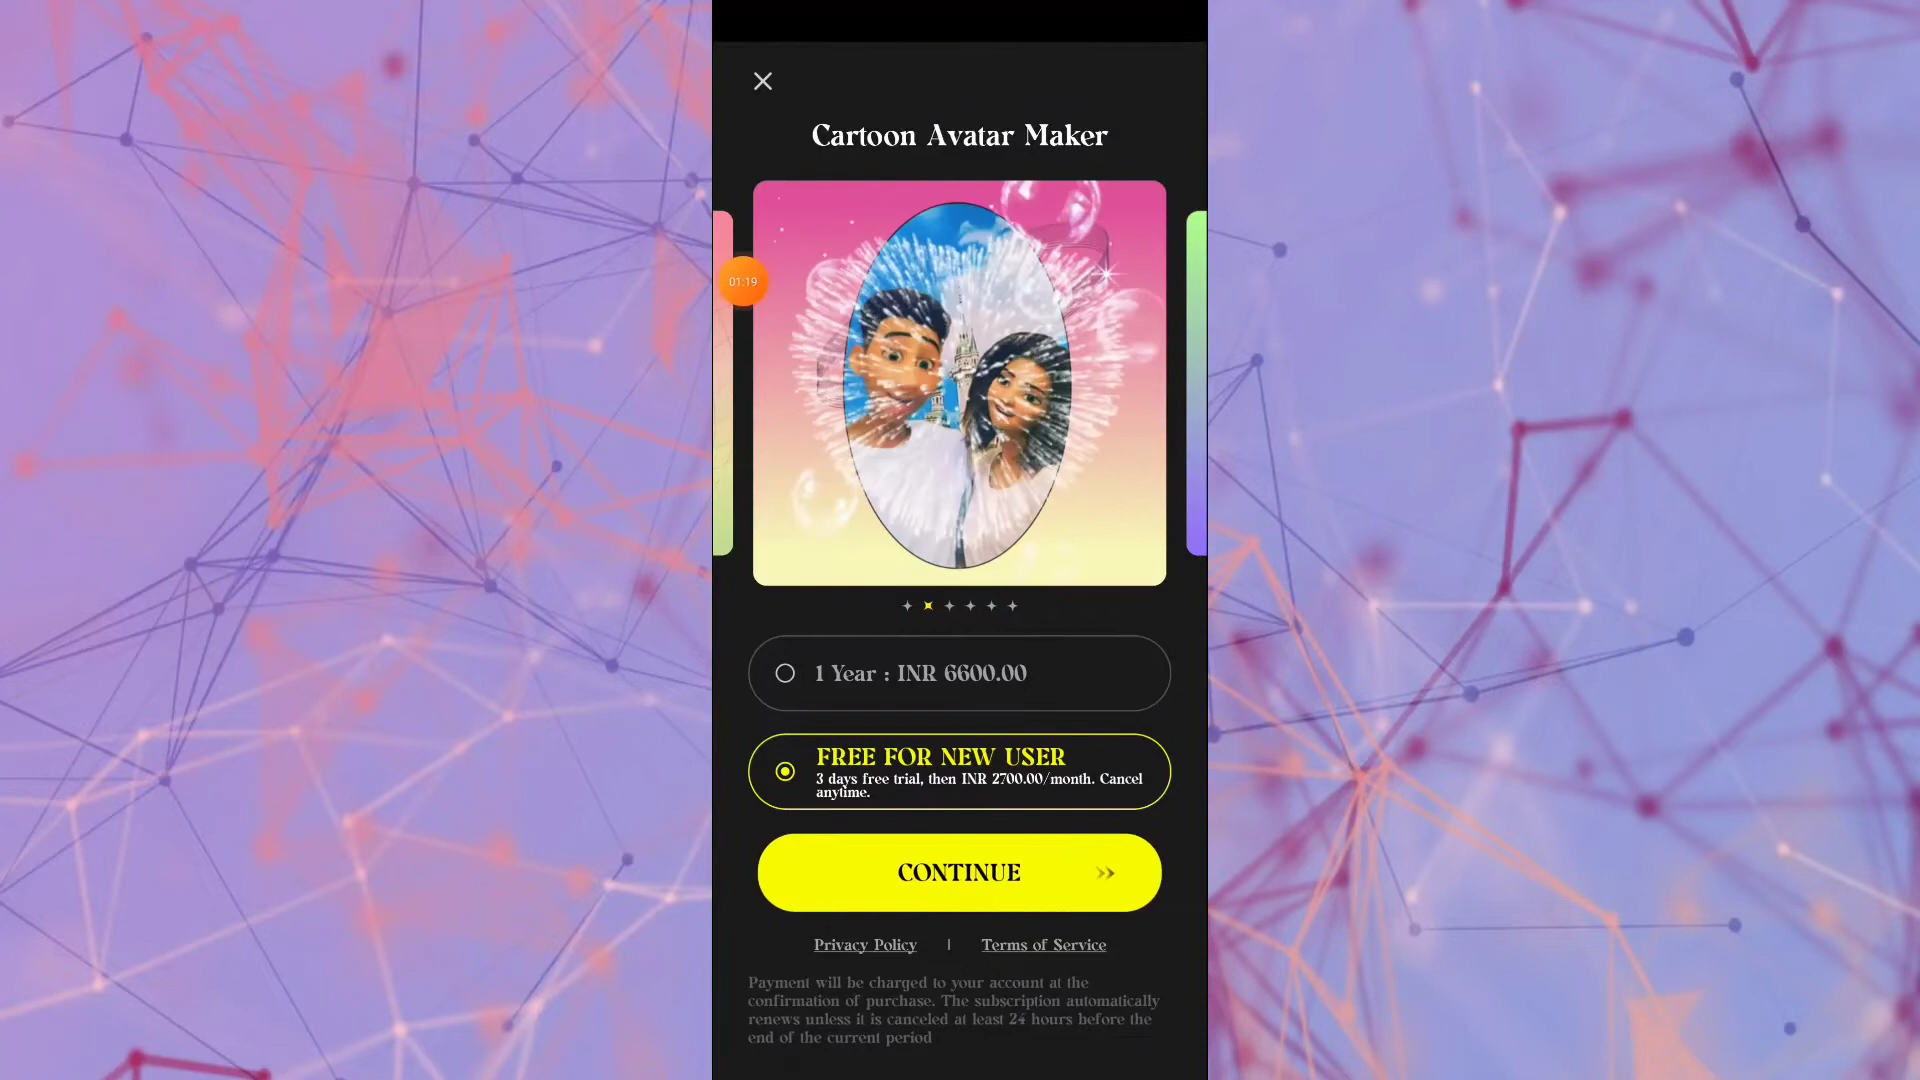 Cartoon Avatar Maker
01:19
1 Year : INR 6600.00
FREE FOR NEW USER
3 days free trial, then INR 2700.00/month. Cancel
anytime.
CONTINUE
Privacy Policy | Terms of Service
Payment will be charged to your account at the
confirmation of purchase. The subscription automatically
renews unless it is canceled at least 24 hours before the
end of the current period